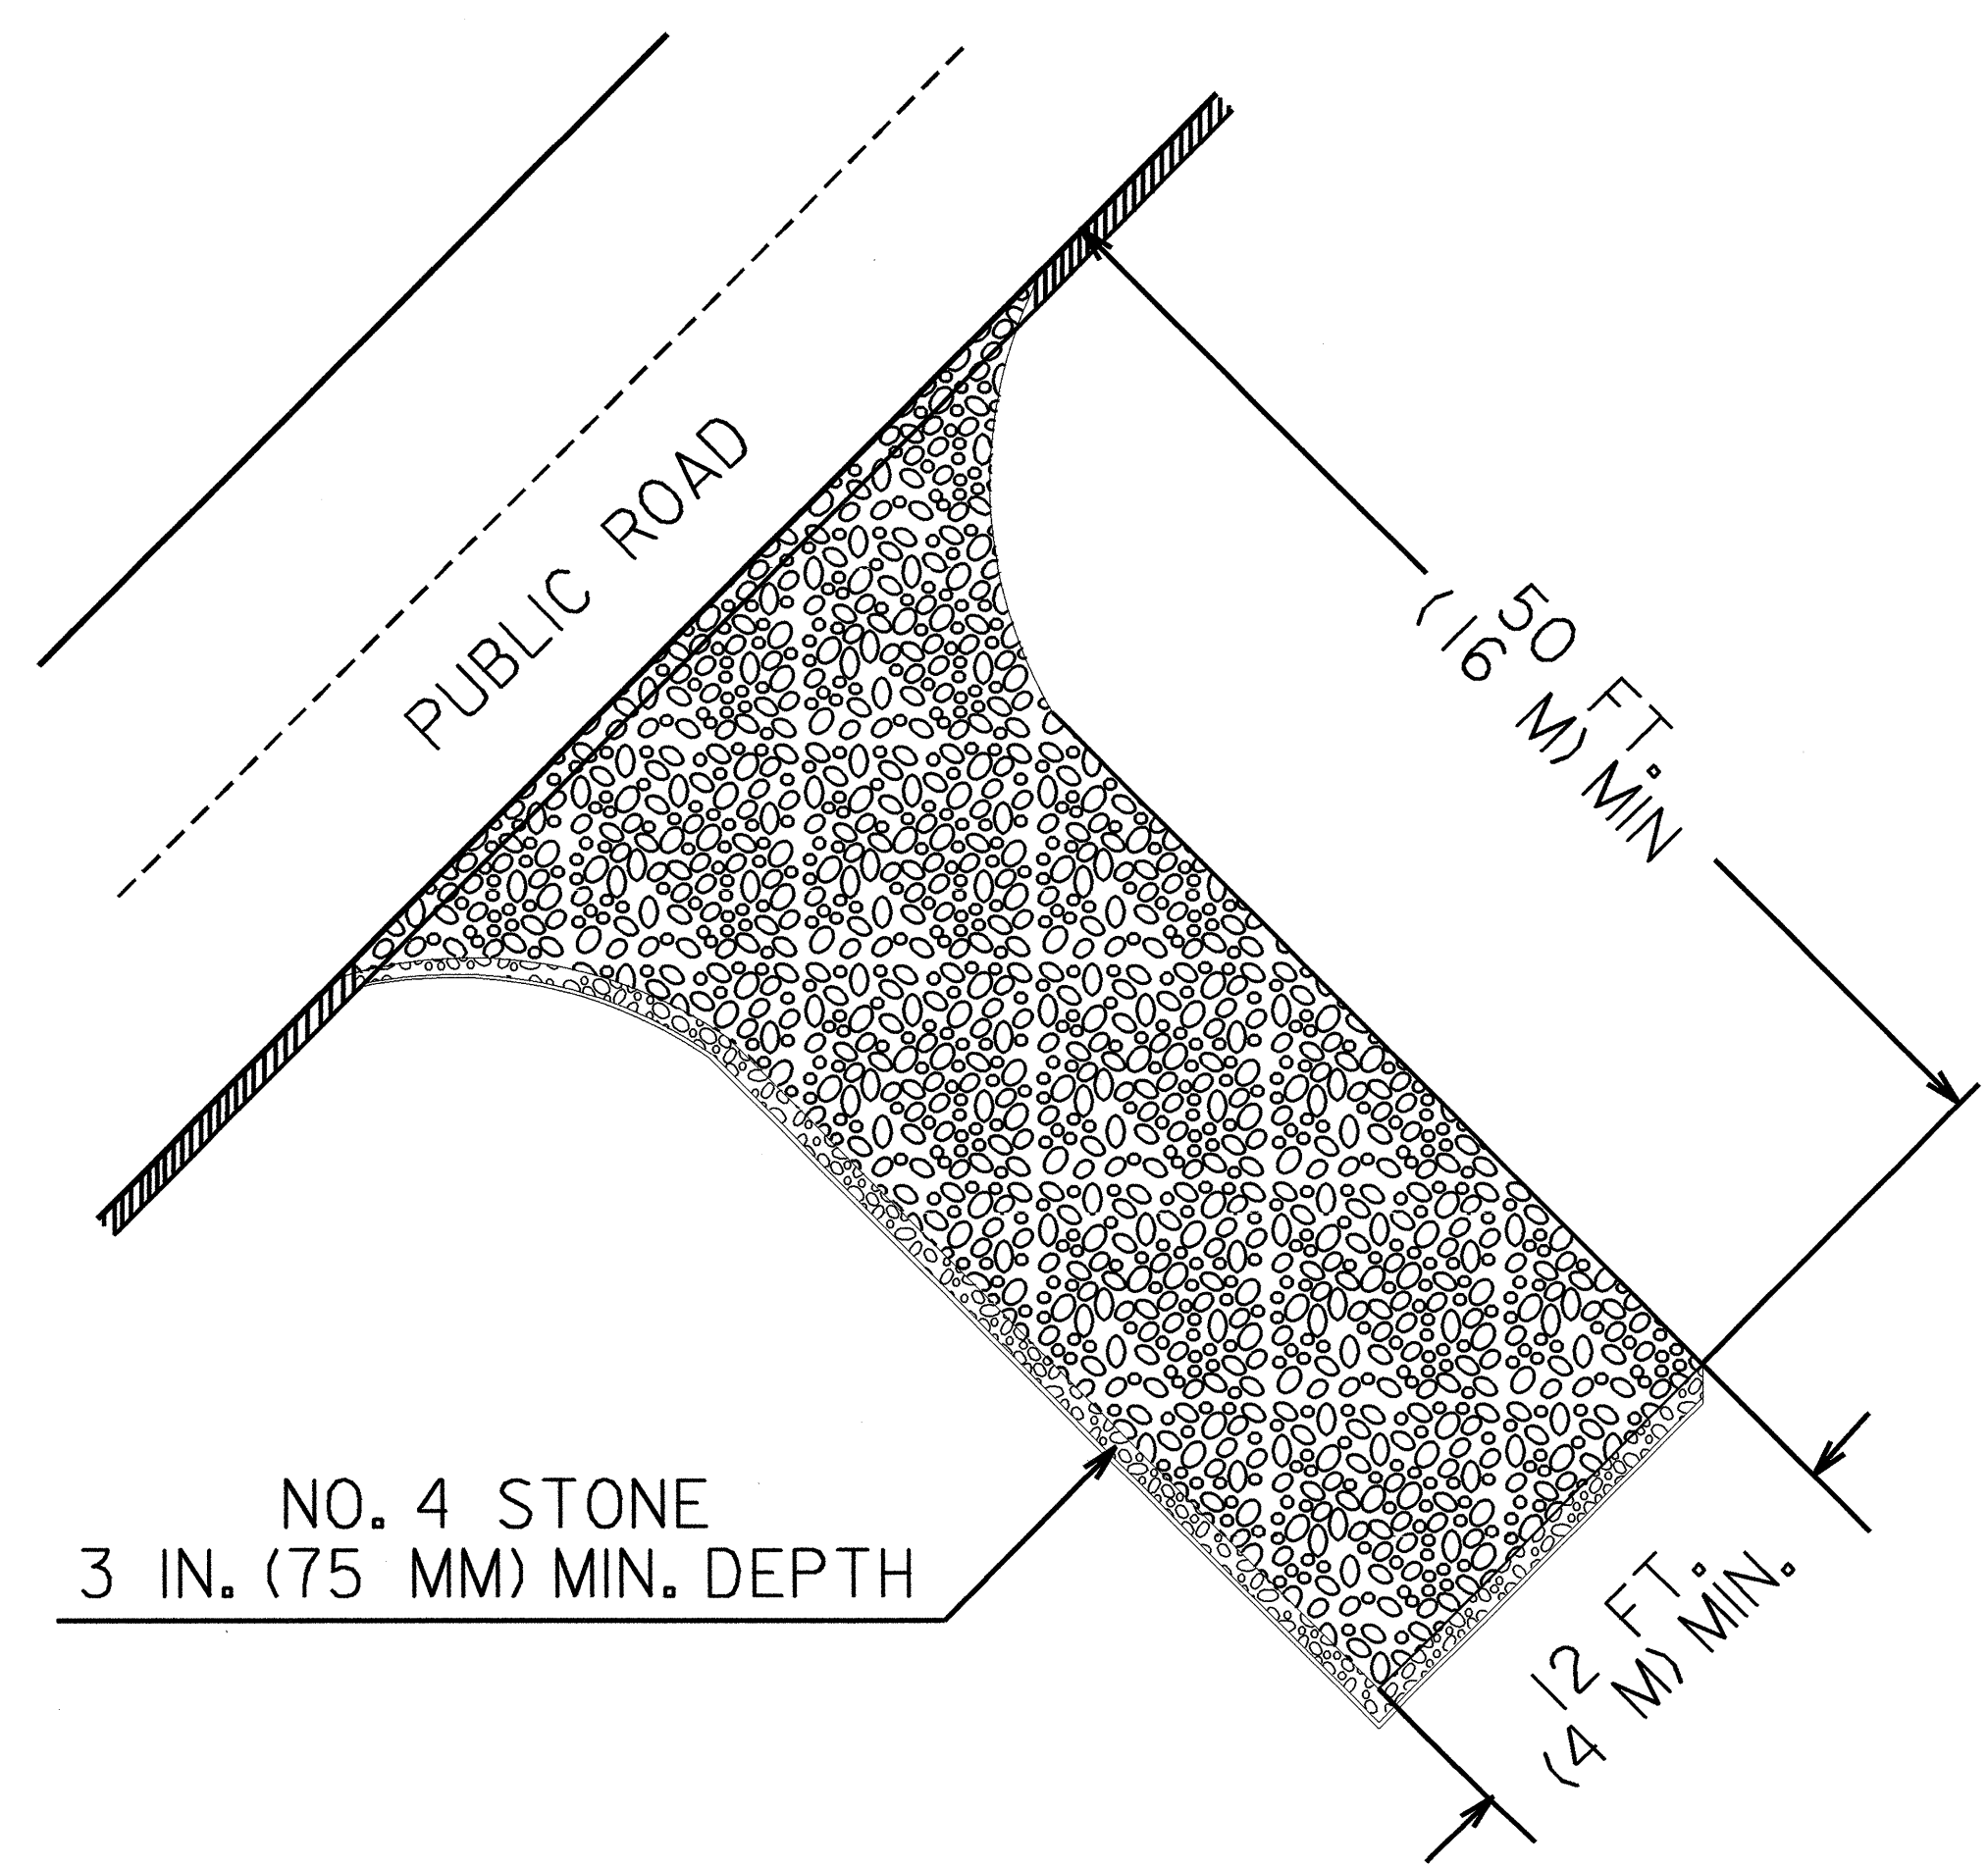 PUBLIC ROAD
50 FT.
(16 M) MIN
NO. 4 STONE
3 IN. (75 MM) MIN. DEPTH
12 FT.
(4 M) MIN.